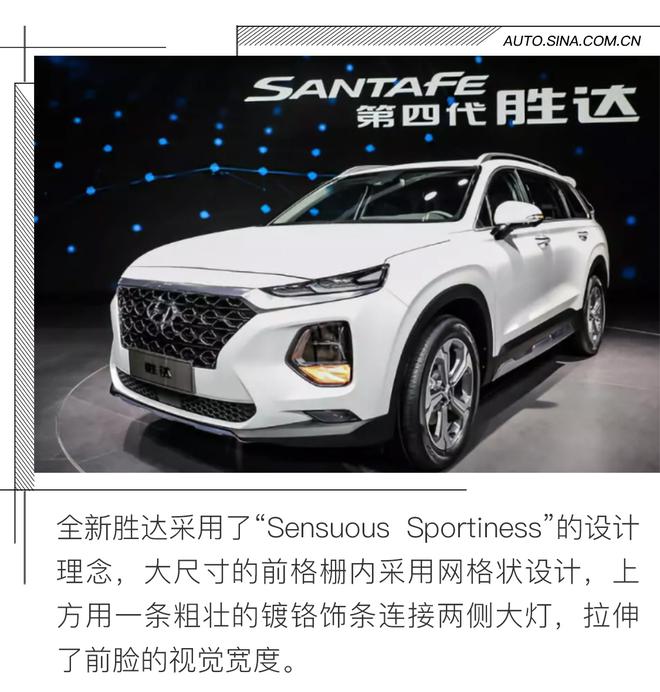 AUTO.SINA.COM.CN
SANTAFE
第四代胜达
胜达
全新胜达采用了“Sensuous Sportiness”的设计
理念，大尺寸的前格栅内采用网格状设计，上
方用一条粗壮的镀铬饰条连接两侧大灯，拉伸
了前脸的视觉宽度。